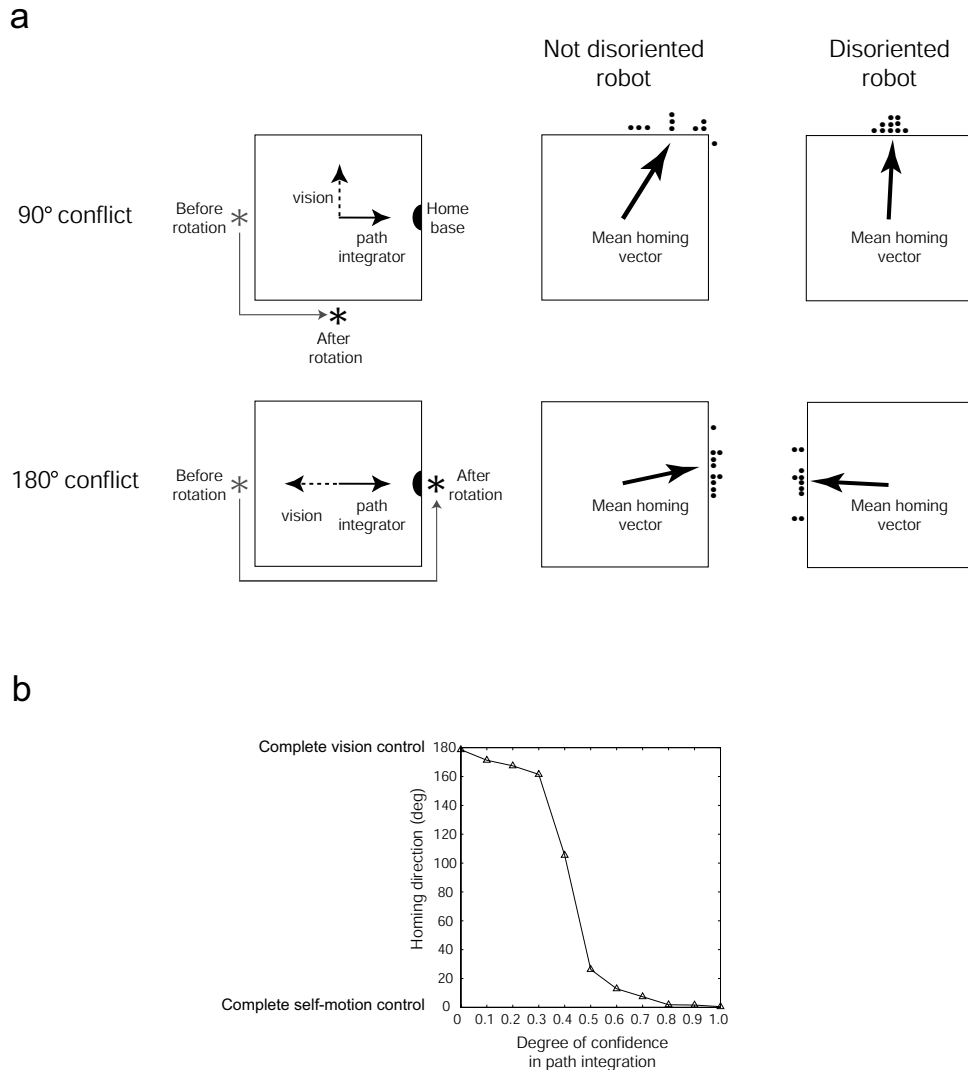 a
Not disoriented
robot
Disoriented
robot
90° conflict
Before
rotation
*
vision
path
integrator
Home
base
*
After
rotation
Mean homing
vector
Mean homing
vector
180° conflict
Before
rotation
*
vision
path
integrator
*
After
rotation
Mean homing
vector
Mean homing
vector
b
Complete vision control
Complete self-motion control
Homing direction (deg)
180
160
140
120
100
80
60
40
20
0
0 0.1 0.2 0.3 0.4 0.5 0.6 0.7 0.8 0.9 1.0
Degree of confidence
in path integration